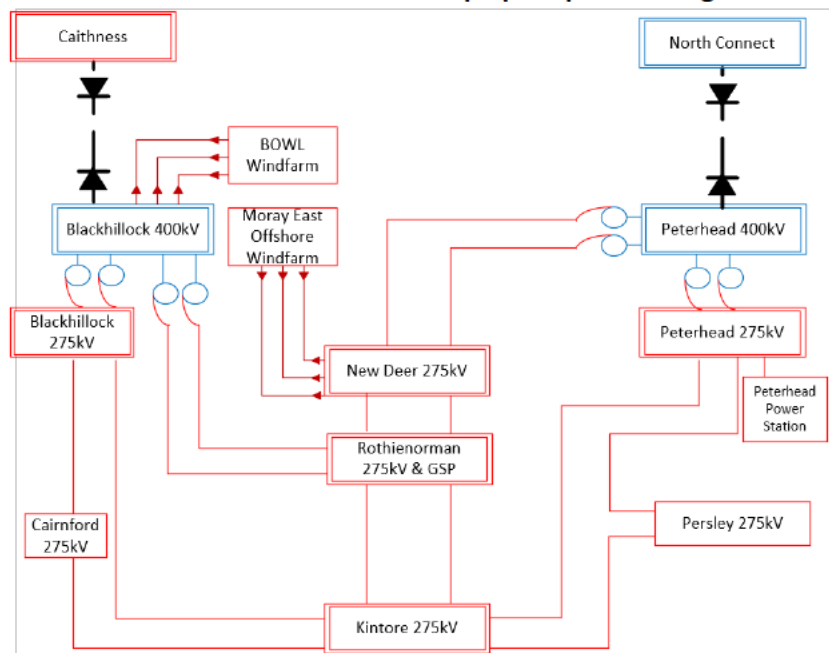 Caithness
North Connect
BOWL
Windfarm
Blackhillock 400kV
Moray East
Offshore
Windfarm
Peterhead 400kV
Blackhillock
275kV
New Deer 275kV
Peterhead 275kV
Peterhead
Power
Station
Rothienorman
275kV & GSP
Cairnford
275kV
Persley 275kV
Kintore 275kV